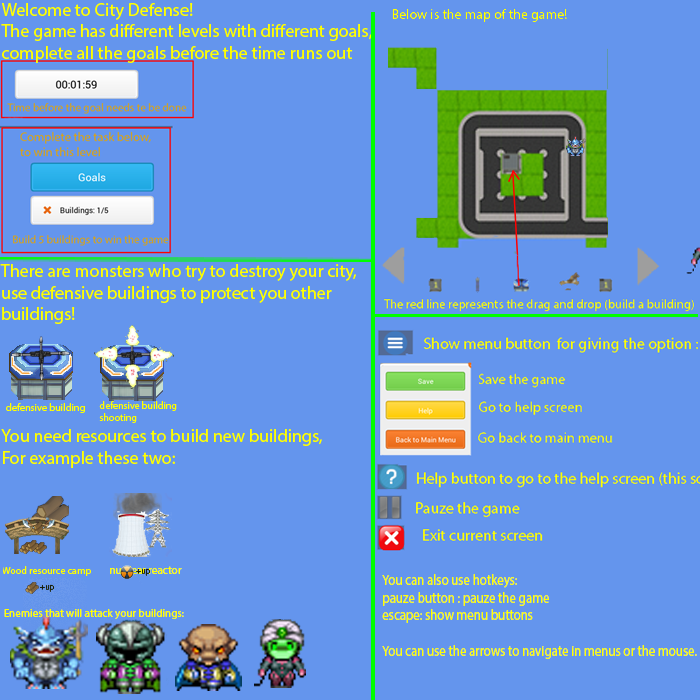 Welcome to City Defense!
The game has different levels with different goals,
complete all the goals before the time runs out
00:01:59
Time before the goal needs te be done
Complete the task below,
to win this level
Goals
Buildings: 1/5
Build 5 buildings to win the game
There are monsters who try to destroy your city,
use defensive buildings to protect you other
buildings!
defensive building
defensive building
shooting
You need resources to build new buildings,
For example these two:
Wood resource camp
+up
nuclear reactor
+up
Enemies that will attack your buildings:
Below is the map of the game!
1
1
The red line represents the drag and drop (build a building)
Show menu button for giving the option :
Save
Save the game
Help
Go to help screen
Back to Main Menu
Go back to main menu
?
Help button to go to the help screen (this sc
Pauze the game
Exit current screen
You can also use hotkeys:
pauze button : pauze the game
escape: show menu buttons
You can use the arrows to navigate in menus or the mouse.